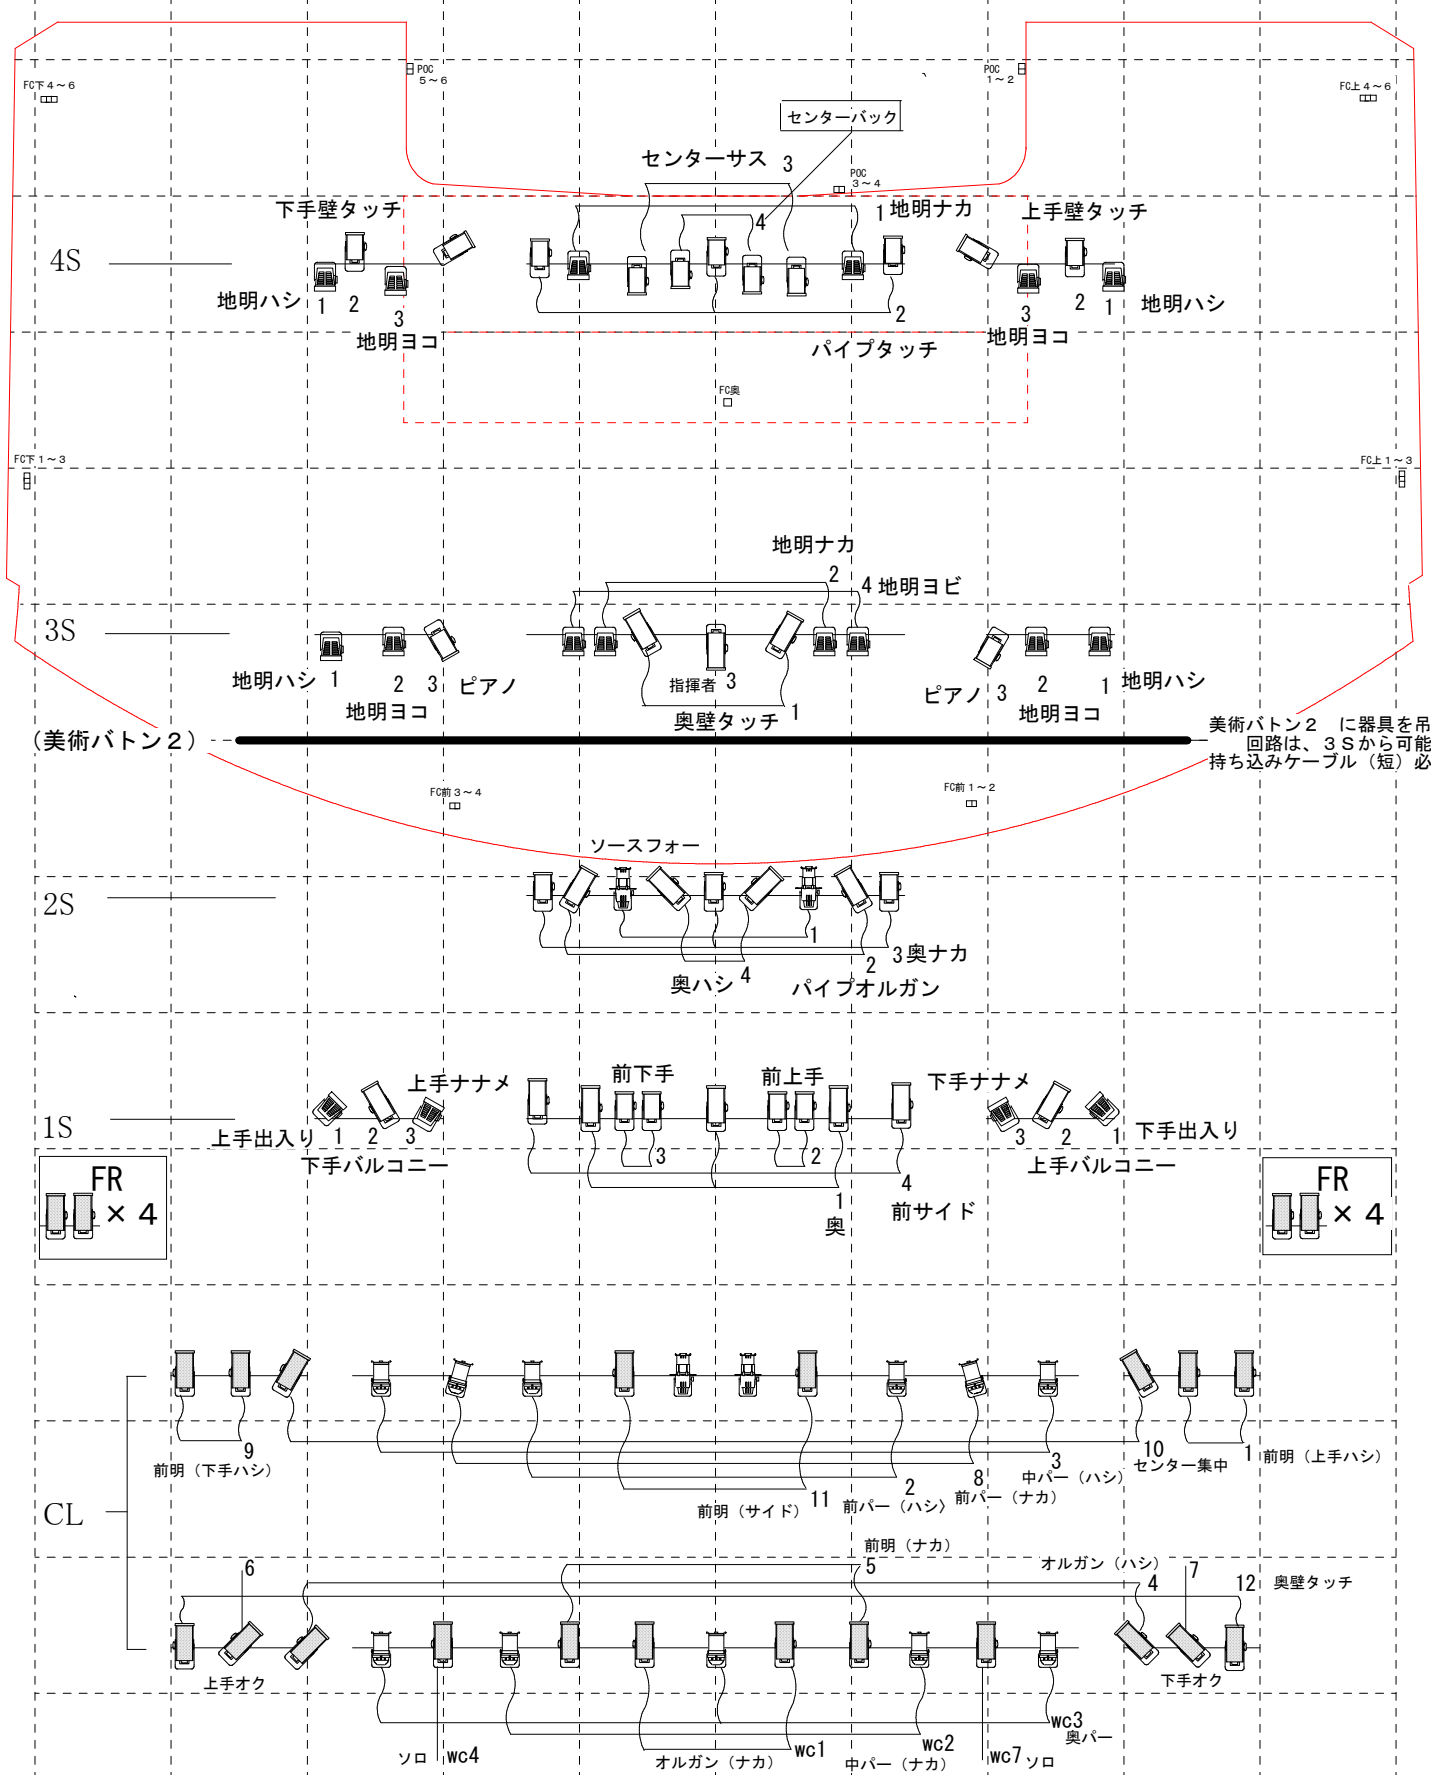 POC
5～6
POC
1～2
FC下4～6
FC上4～6
センターバック
センターサス 3
POC
3～4
下手壁タッチ
4
1 地明ナカ
上手壁タッチ
4S
地明ハシ 1 2 3
地明ヨコ
2
パイプタッチ
3 2 1 地明ハシ
地明ヨコ
FC奥
FC下1～3
FC上1～3
地明ナカ
2
4 地明ヨビ
3S
地明ハシ 1 2 3 ピアノ
地明ヨコ
指揮者 3
奥壁タッチ 1
ピアノ 3 2 1 地明ハシ
地明ヨコ
(美術バトン2)
美術バトン2 に器具を吊
回路は、3Sから可能
持ち込みケーブル（短）必
FC前3～4
FC前1～2
ソースフォー
2S
1
3 奥ナカ
2
奥ハシ 4
パイプオルガン
上手ナナメ
前下手
前上手
下手ナナメ
1S
上手出入り 1 2 3
下手バルコニー
3
2
4
1
奥
前サイド
3 2 1 下手出入り
上手バルコニー
FR
×4
FR
×4
9
前明（下手ハシ）
10
センター集中
1 前明（上手ハシ）
3
中パー（ハシ）
8
前パー（ナカ）
2
前パー（ハシ〉
11
前明（サイド）
CL
前明（ナカ）
5
オルガン（ハシ）
4
6
7
12 奥壁タッチ
上手オク
下手オク
wc3
奥パー
ソロ wc4
オルガン（ナカ） wc1
wc2
中パー（ナカ）
wc7 ソロ